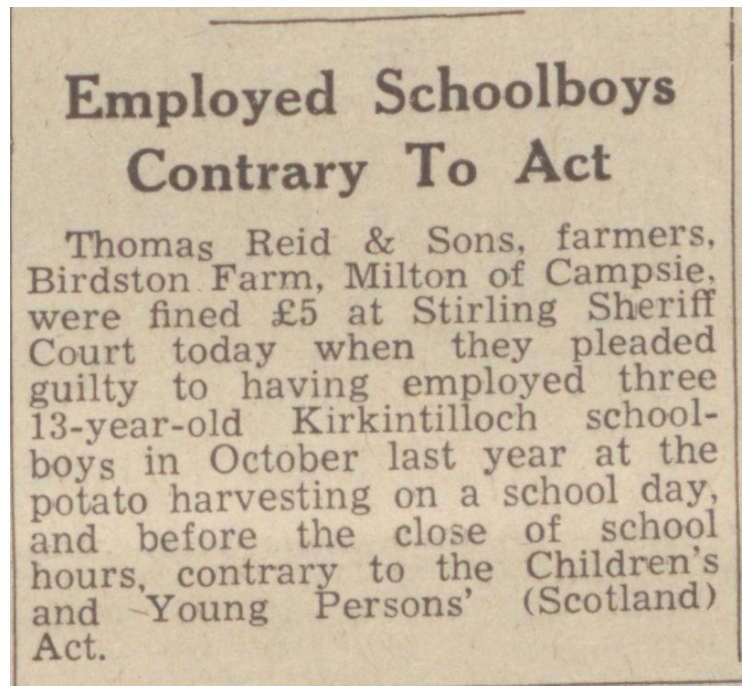 Employed Schoolboys
Contrary To Act
Thomas Reid & Sons, farmers,
Birdston Farm, Milton of Campsie,
were fined £5 at Stirling Sheriff
Court today when they pleaded
guilty to having employed three
13-year-old Kirkintilloch school-
boys in October last year at the
potato harvesting on a school day,
and before the close of school
hours, contrary to the Children's
and Young Persons' (Scotland)
Act.